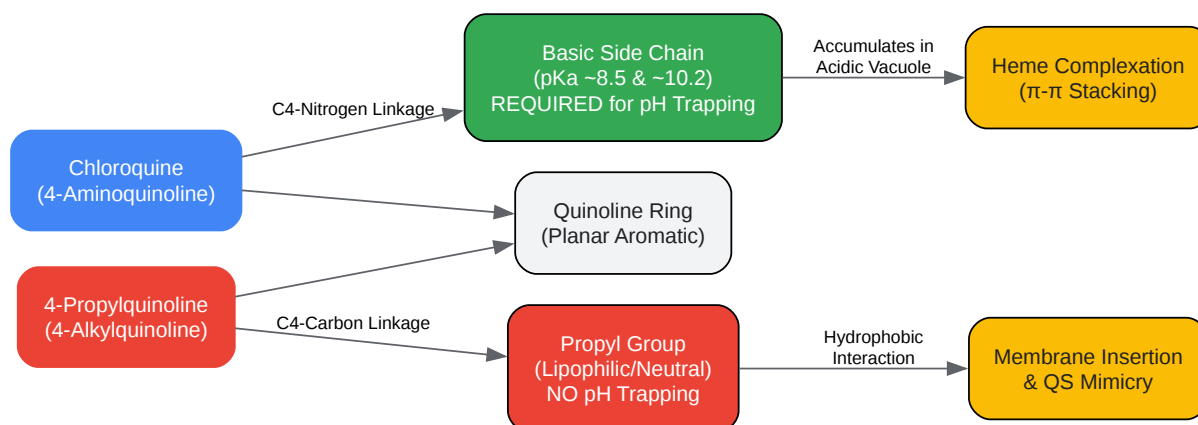 Chloroquine
(4-Aminoquinoline)
C4-Nitrogen Linkage
Basic Side Chain
(pKa ~8.5 & ~10.2)
REQUIRED for pH Trapping
Accumulates in
Acidic Vacuole
Heme Complexation
(π-π Stacking)
Quinoline Ring
(Planar Aromatic)
4-Propylquinoline
(4-Alkylquinoline)
C4-Carbon Linkage
Propyl Group
(Lipophilic/Neutral)
NO pH Trapping
Hydrophobic
Interaction
Membrane Insertion
& QS Mimicry